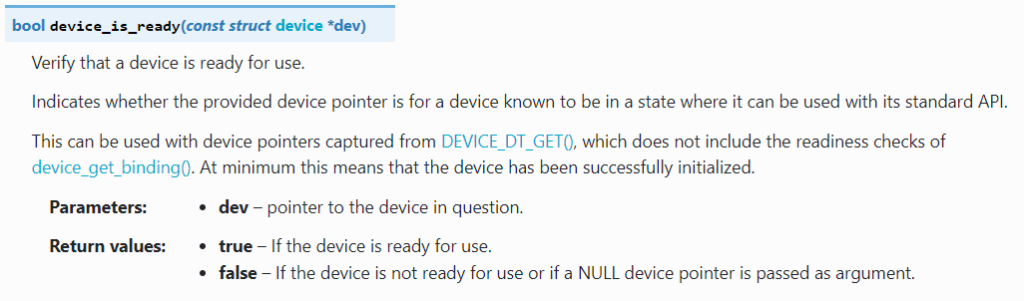 bool device_is_ready(const struct device *dev)
Verify that a device is ready for use.
Indicates whether the provided device pointer is for a device known to be in a state where it can be used with its standard API.
This can be used with device pointers captured from DEVICE_DT_GET(), which does not include the readiness checks of
device_get_binding(). At minimum this means that the device has been successfully initialized.
Parameters: • dev – pointer to the device in question.
Return values: • true – If the device is ready for use.
• false – If the device is not ready for use or if a NULL device pointer is passed as argument.